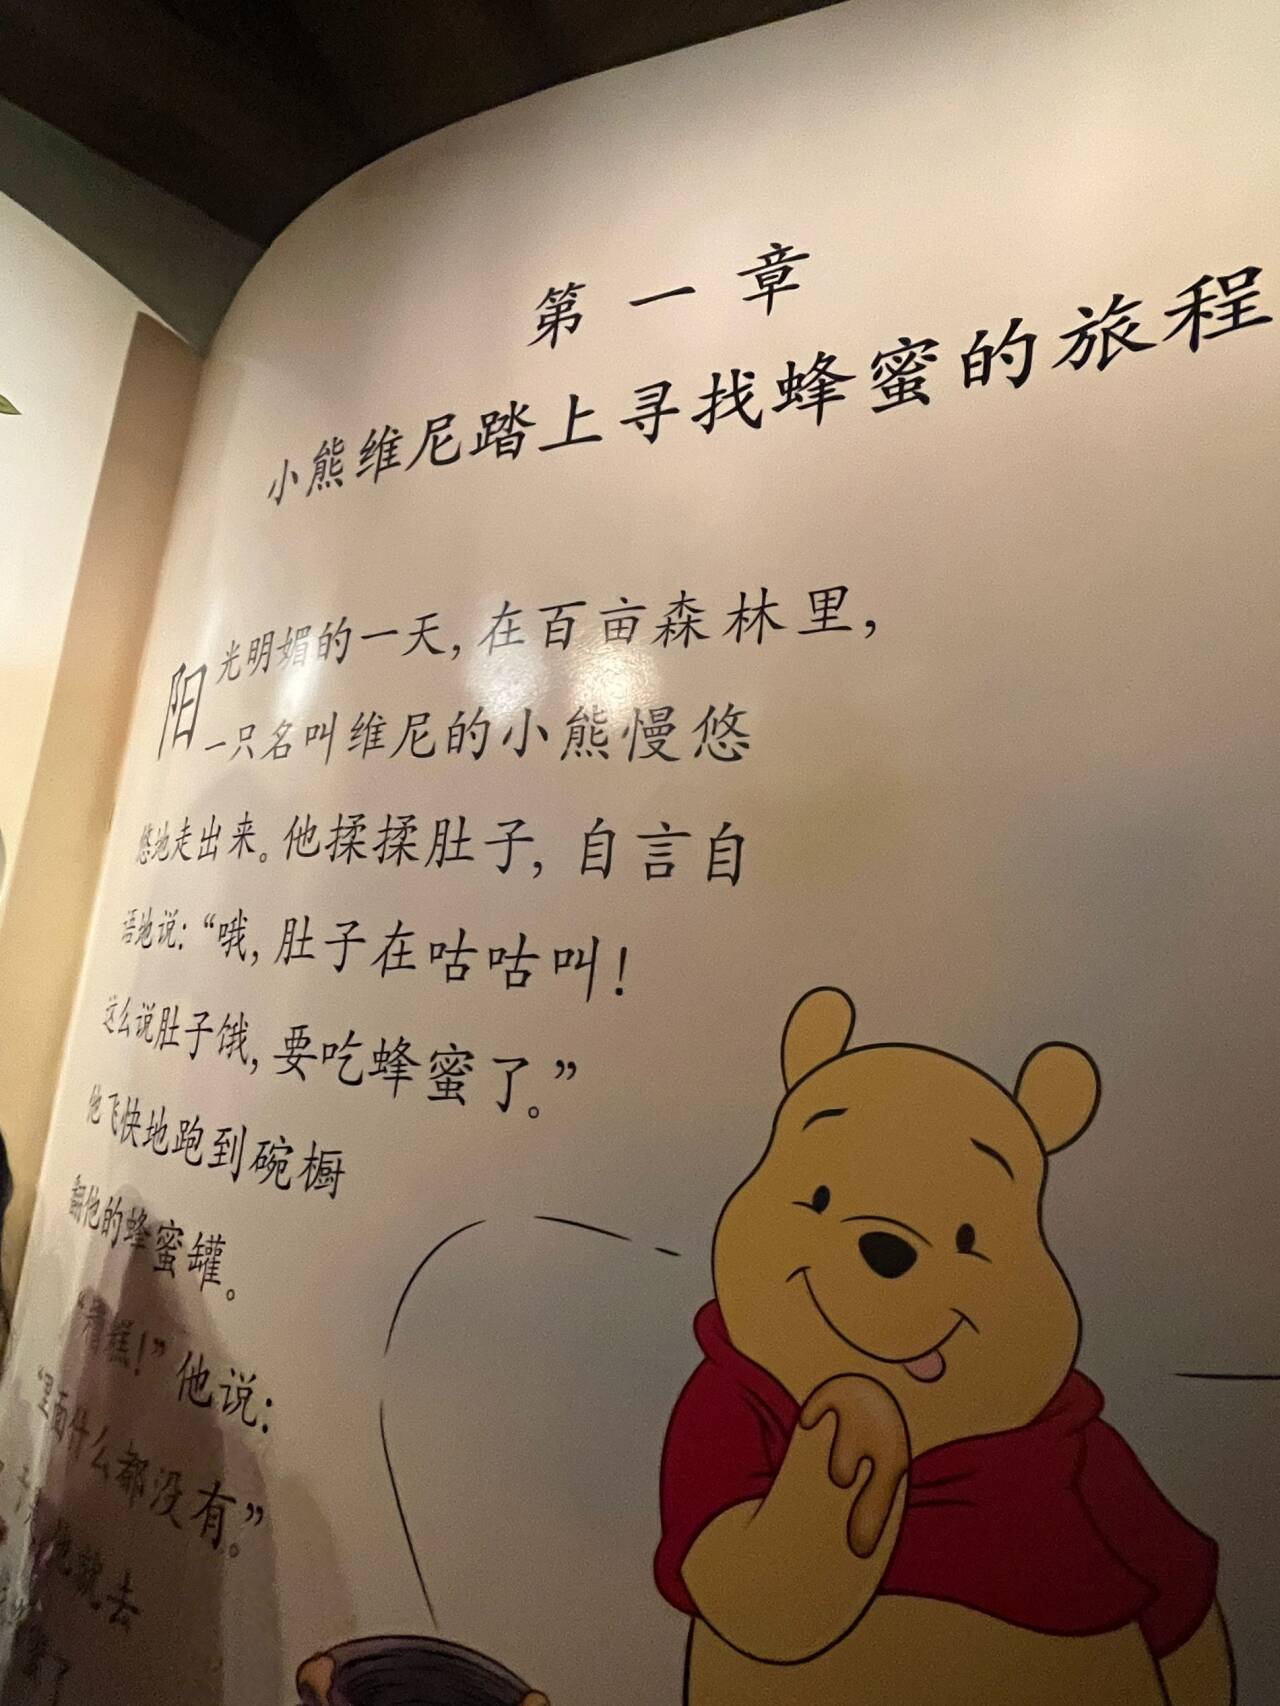 第一章
小熊维尼踏上寻找蜂蜜的旅程
阳光明媚的一天，在百亩森林里，
一只名叫维尼的小熊慢悠
悠地走出来。他揉揉肚子，自言自
语地说：“哦，肚子在咕咕叫！
这么说肚子饿，要吃蜂蜜了。”
他飞快地跑到碗橱
翻他的蜂蜜罐。
“糟糕！”他说：
“里面什么都没有。”
他就去